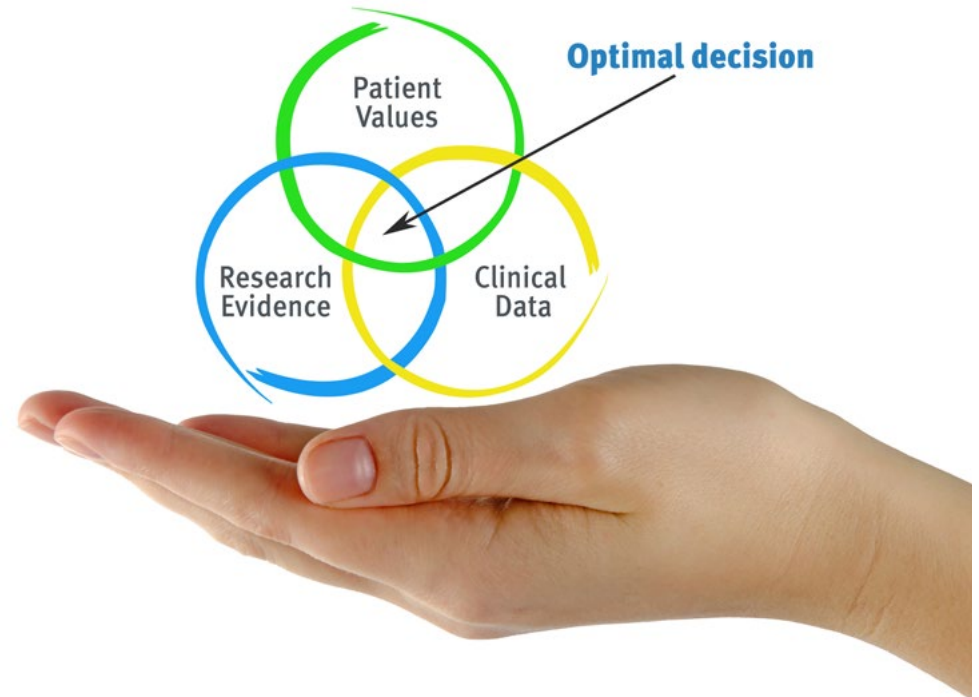 Optimal decision
Patient
Values
Research
Evidence
Clinical
Data